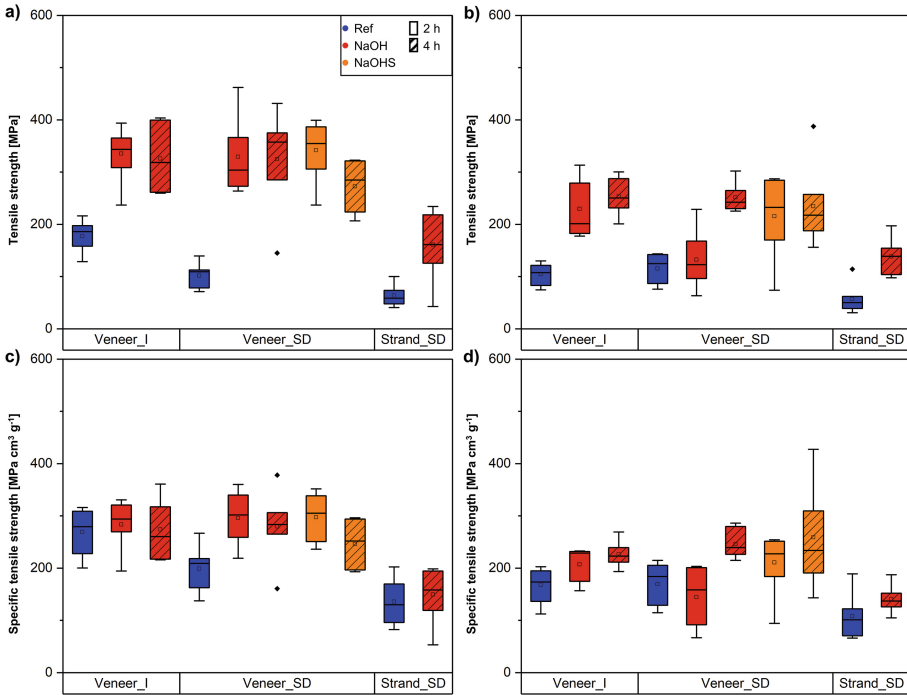 a)
600
400
200
0
Tensile strength [MPa]
Ref
NaOH
NaOHS
2 h
4 h
Veneer_I
Veneer_SD
Strand_SD
b)
600
400
200
0
Tensile strength [MPa]
Veneer_I
Veneer_SD
Strand_SD
c)
600
400
200
0
Specific tensile strength [MPa cm³ g⁻¹]
Veneer_I
Veneer_SD
Strand_SD
d)
600
400
200
0
Specific tensile strength [MPa cm³ g⁻¹]
Veneer_I
Veneer_SD
Strand_SD